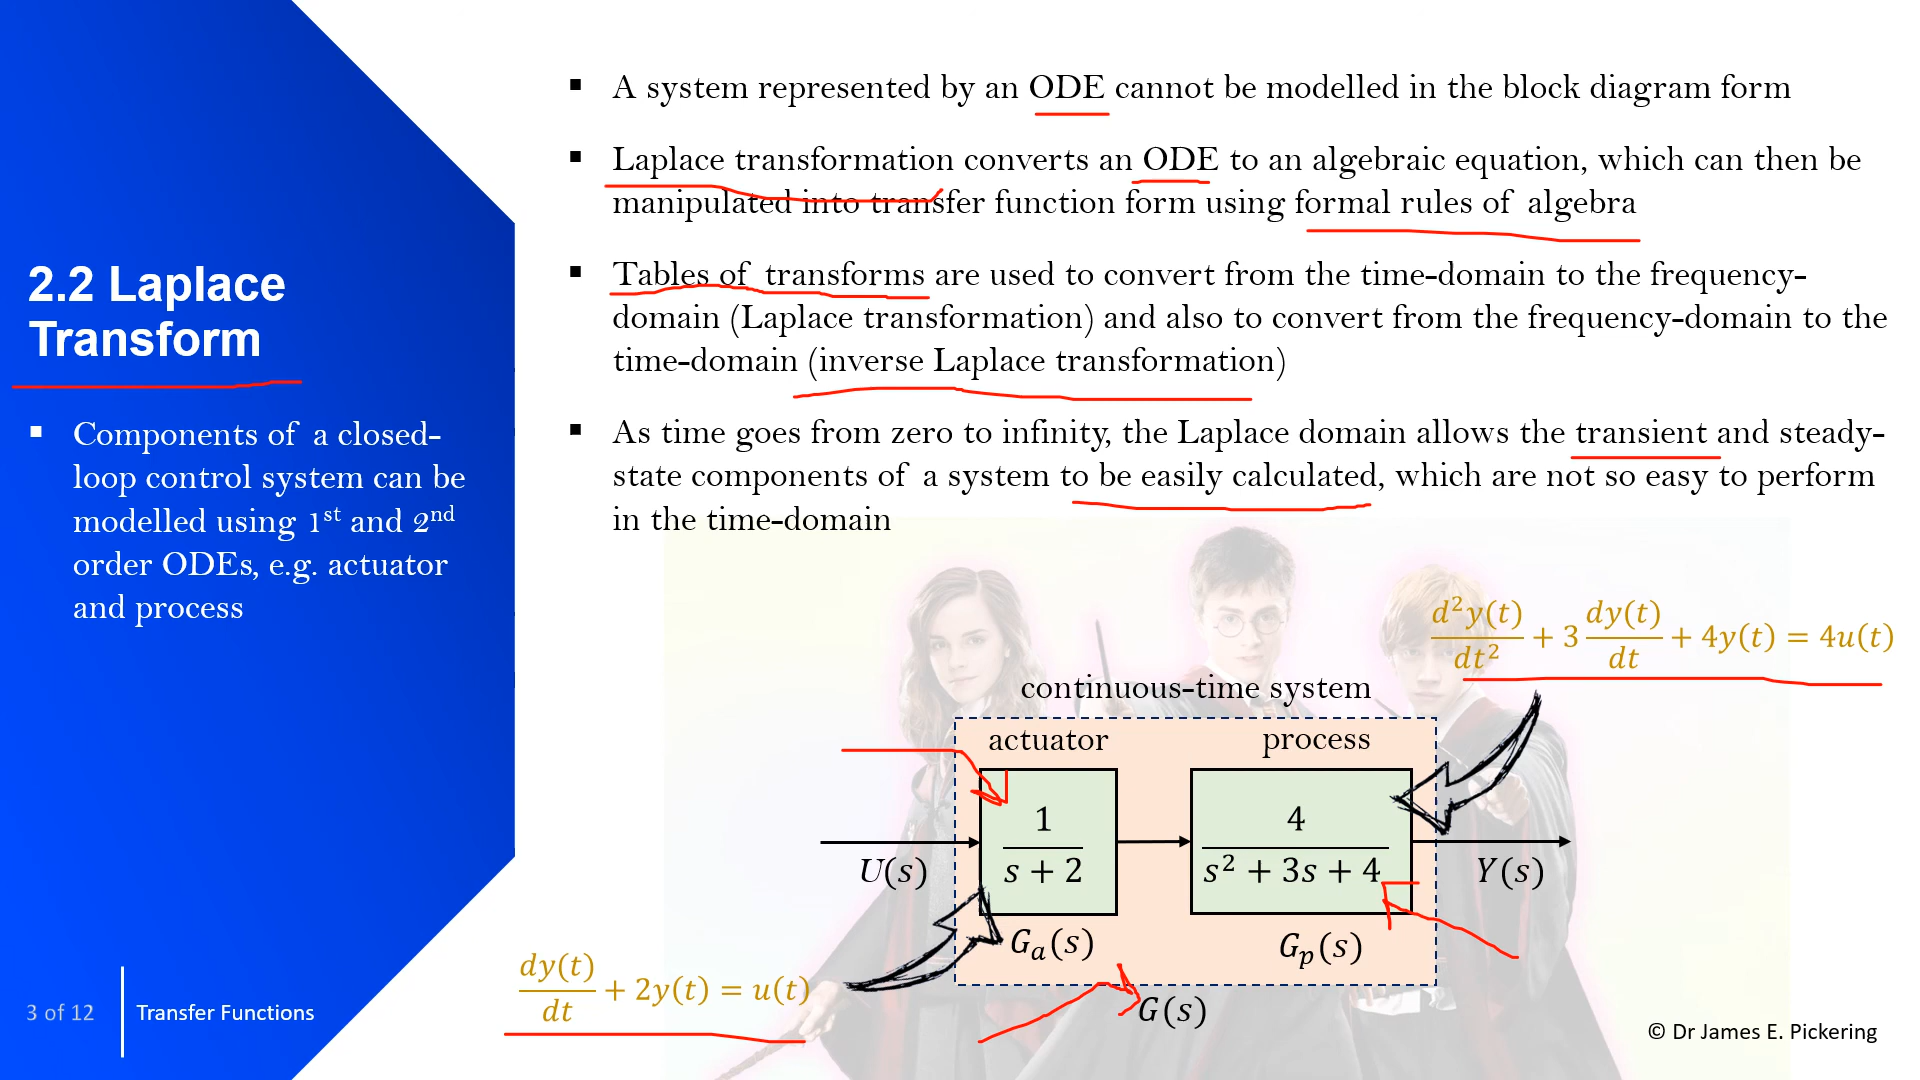 2.2 Laplace
Transform
▪ Components of a closed-
loop control system can be
modelled using 1ˢᵗ and 2ⁿᵈ
order ODEs, e.g. actuator
and process
3 of 12
Transfer Functions
▪ A system represented by an ODE cannot be modelled in the block diagram form
▪ Laplace transformation converts an ODE to an algebraic equation, which can then be
manipulated into transfer function form using formal rules of algebra
▪ Tables of transforms are used to convert from the time-domain to the frequency-
domain (Laplace transformation) and also to convert from the frequency-domain to the
time-domain (inverse Laplace transformation)
▪ As time goes from zero to infinity, the Laplace domain allows the transient and steady-
state components of a system to be easily calculated, which are not so easy to perform
in the time-domain
d²y(t)/dt² + 3 dy(t)/dt + 4y(t) = 4u(t)
continuous-time system
actuator process
1/(s + 2) 4/(s² + 3s + 4)
U(s) Y(s)
Gₐ(s) Gₚ(s)
dy(t)/dt + 2y(t) = u(t)
G(s)
© Dr James E. Pickering